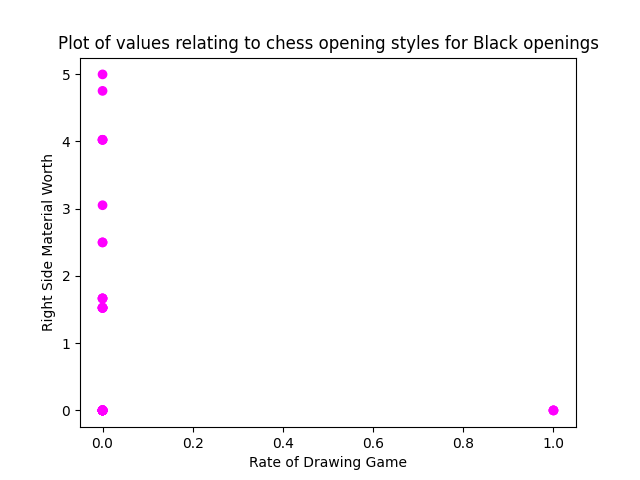 Plot of values relating to chess opening styles for Black openings
5
4
3
2
1
0
Right Side Material Worth
0.0 0.2 0.4 0.6 0.8 1.0
Rate of Drawing Game